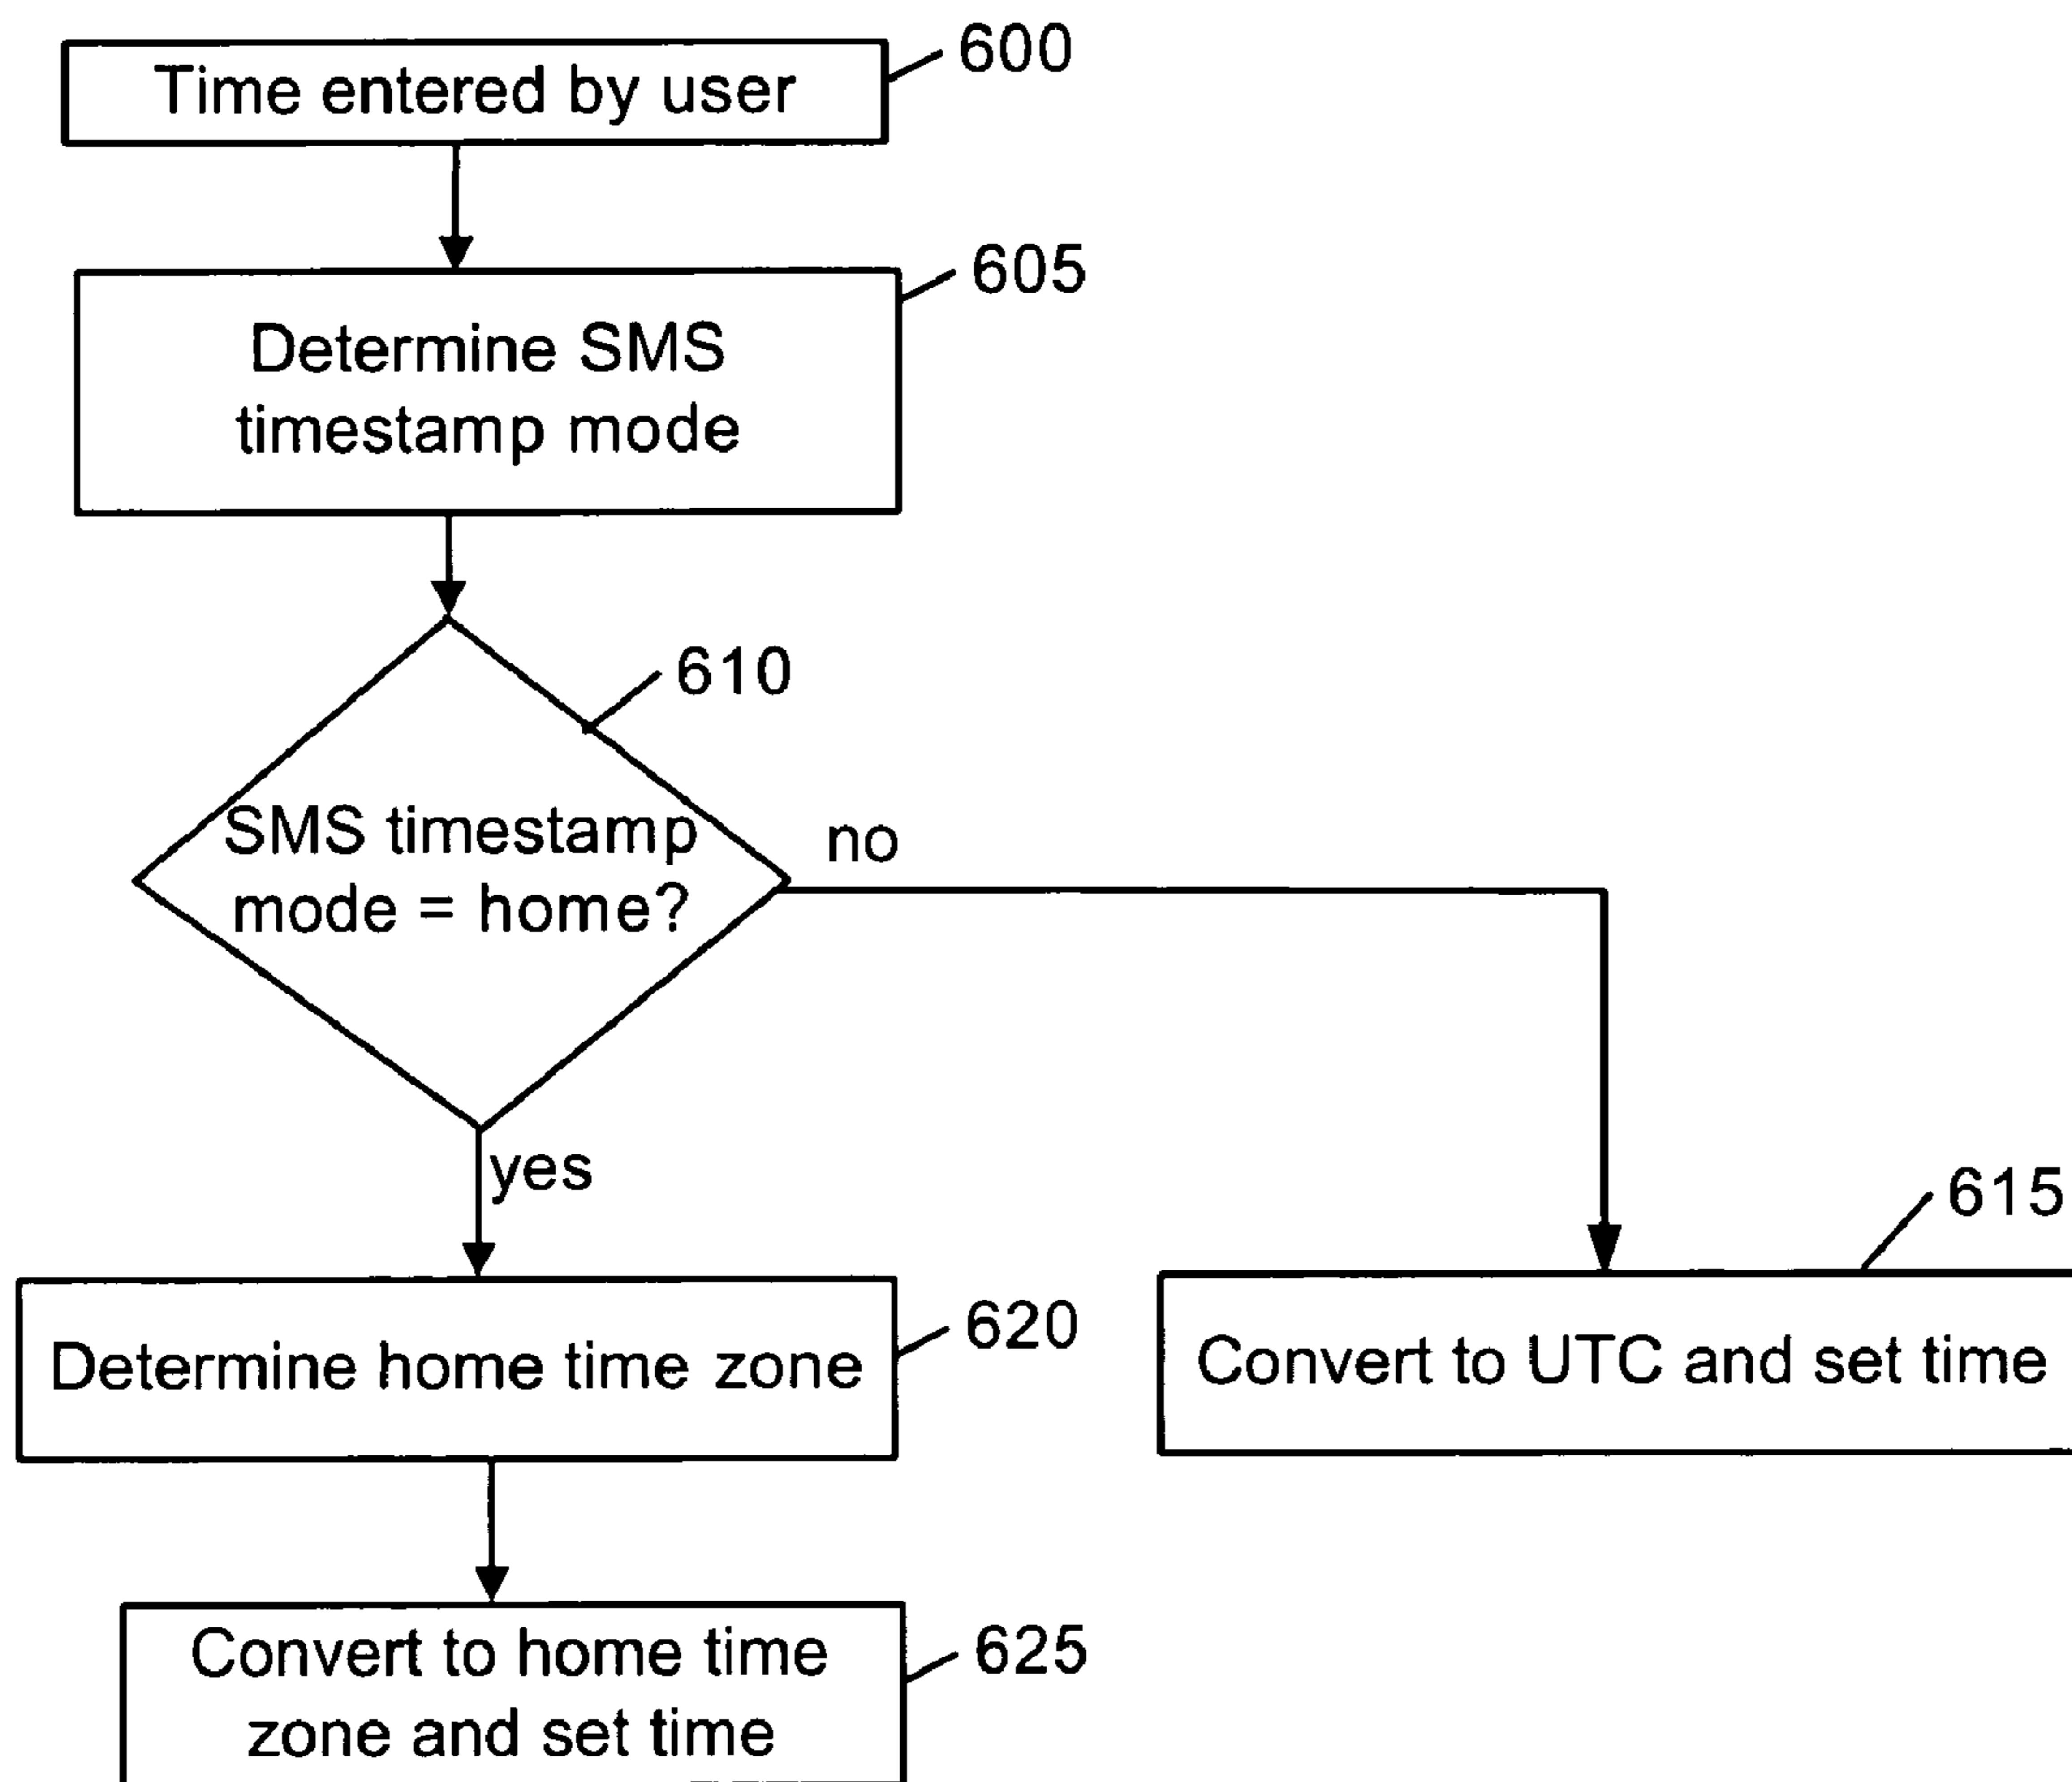 Time entered by user
600
Determine SMS
timestamp mode
605
610
SMS timestamp
mode = home?
no
yes
615
Determine home time zone
620
Convert to UTC and set time
Convert to home time
zone and set time
625